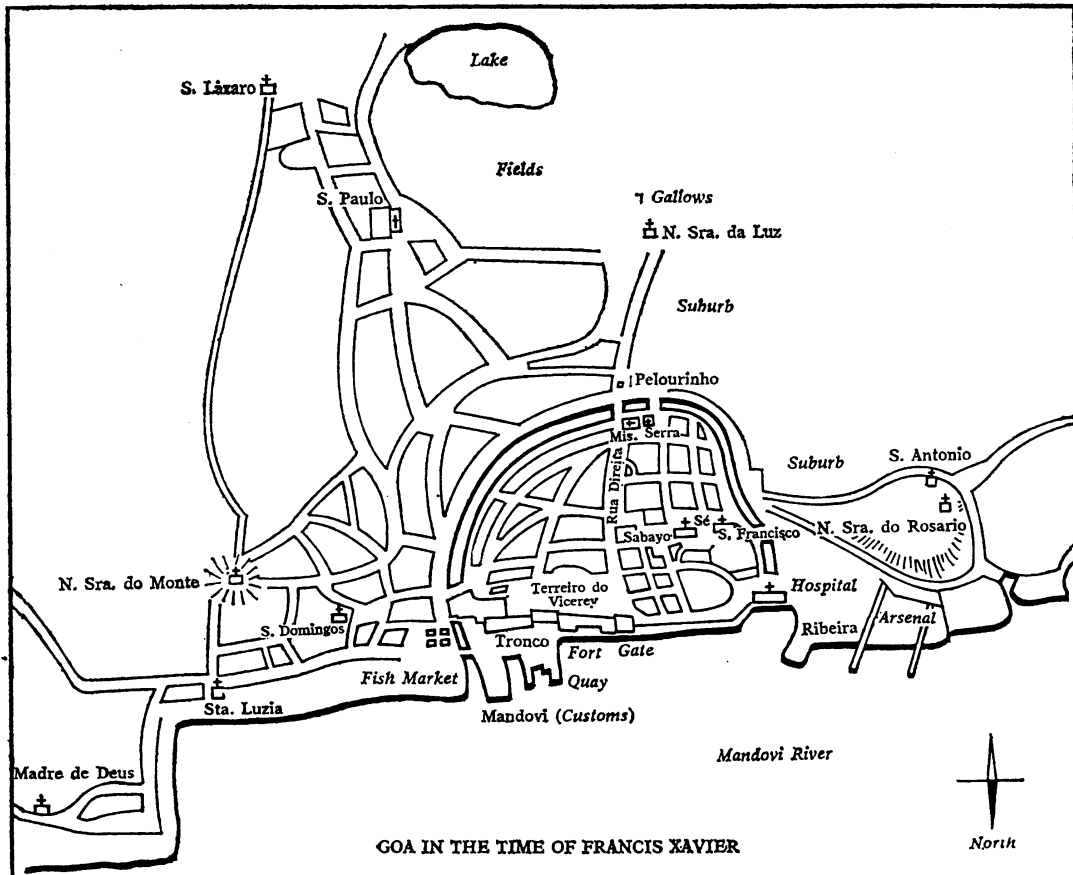 Lake
S. Lázaro
Fields
S. Paulo
Gallows
N. Sra. da Luz
Suburb
Pelourinho
Mis. Serra
Rua Direita
Suburb
S. Antonio
N. Sra. do Rosario
Sabayo
Sé
S. Francisco
N. Sra. do Monte
Terreiro do
Vicerey
Hospital
S. Domingos
Tronco
Fort Gate
Ribeira
Arsenal
Fish Market
Quay
Sta. Luzia
Mandovi (Customs)
Mandovi River
Madre de Deus
GOA IN THE TIME OF FRANCIS XAVIER
North